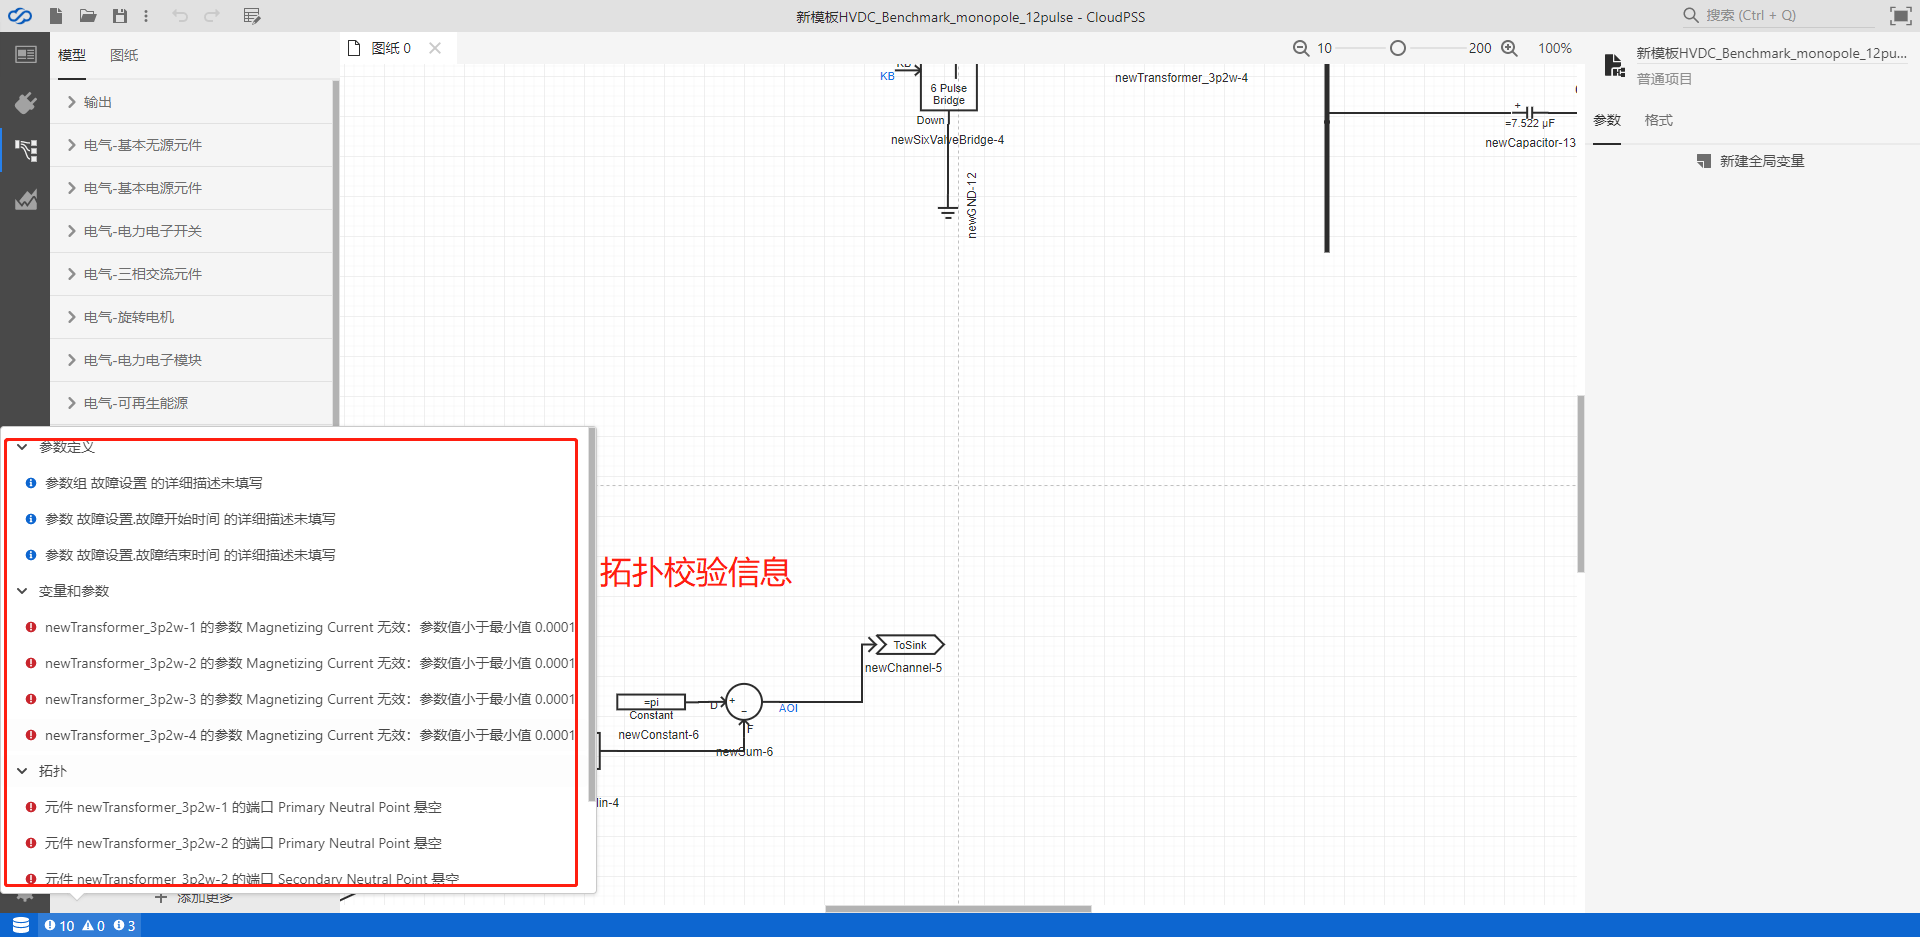 新模板HVDC_Benchmark_monopole_12pulse - CloudPSS
搜索 (Ctrl + Q)
模型
图纸
图纸 0
10
200
100%
新模板HVDC_Benchmark_monopole_12pu...
普通项目
参数
格式
新建全局变量
输出
电气-基本无源元件
电气-基本电源元件
电气-电力电子开关
电气-三相交流元件
电气-旋转电机
电气-电力电子模块
电气-可再生能源
KB
6 Pulse
Bridge
Down
newSixValveBridge-4
newGND-12
newTransformer_3p2w-4
+
=7.522 μF
newCapacitor-13
参数定义
参数组 故障设置 的详细描述未填写
参数 故障设置.故障开始时间 的详细描述未填写
参数 故障设置.故障结束时间 的详细描述未填写
变量和参数
newTransformer_3p2w-1 的参数 Magnetizing Current 无效：参数值小于最小值 0.0001
newTransformer_3p2w-2 的参数 Magnetizing Current 无效：参数值小于最小值 0.0001
newTransformer_3p2w-3 的参数 Magnetizing Current 无效：参数值小于最小值 0.0001
newTransformer_3p2w-4 的参数 Magnetizing Current 无效：参数值小于最小值 0.0001
拓扑
元件 newTransformer_3p2w-1 的端口 Primary Neutral Point 悬空
元件 newTransformer_3p2w-2 的端口 Primary Neutral Point 悬空
元件 newTransformer_3p2w-2 的端口 Secondary Neutral Point 悬空
拓扑校验信息
ToSink
newChannel-5
=pi
Constant
newConstant-6
D
+
−
F
AOI
newSum-6
lin-4
添加更多
10
0
3